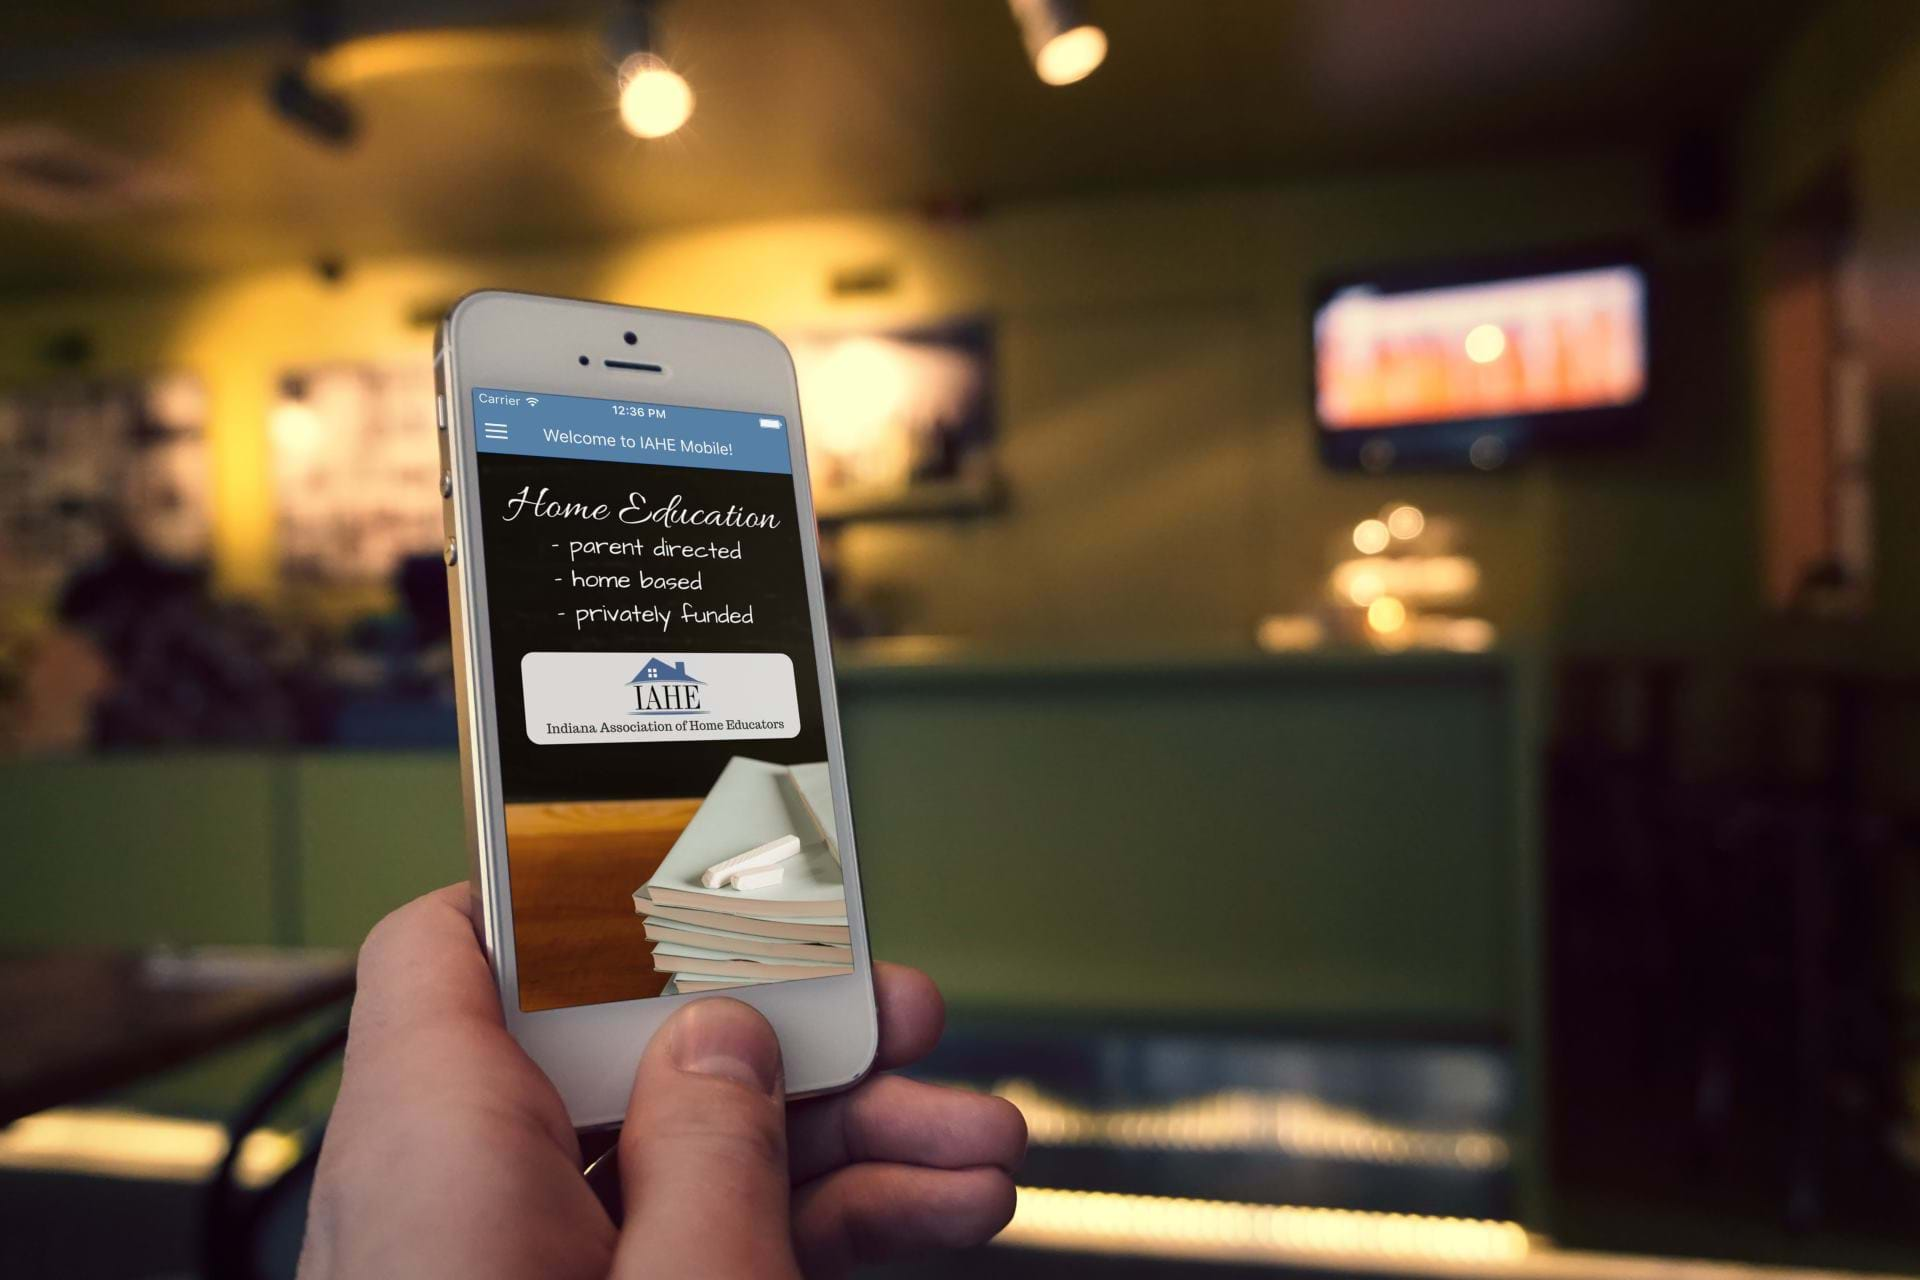 Carrier
12:36 PM
Welcome to IAHE Mobile!
Home Education
- parent directed
- home based
- privately funded
IAHE
Indiana Association of Home Educators